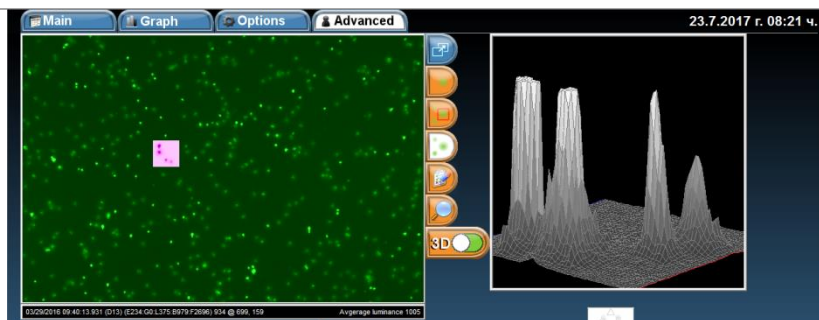 Main Graph Options Advanced 23.7.2017 г. 08:21 ч.
3D
03/29/2016 09:40:13.931 (D13) (E234:G0:L375:B979:F2696) 934 @ 699, 159 Avgerage luminance 1005